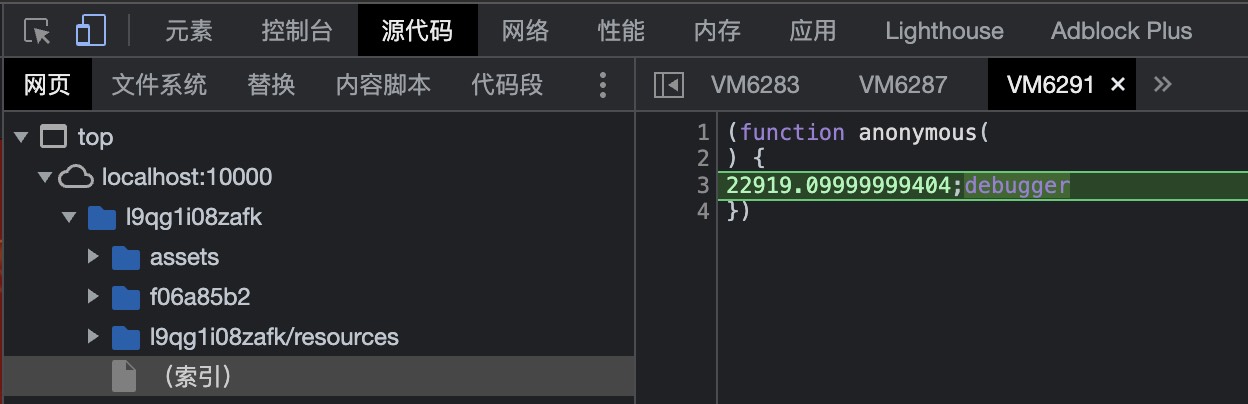 元素 控制台 源代码 网络 性能 内存 应用 Lighthouse Adblock Plus
网页 文件系统 替换 内容脚本 代码段
top
localhost:10000
l9qg1i08zafk
assets
f06a85b2
l9qg1i08zafk/resources
（索引）
VM6283 VM6287 VM6291 ×
1 (function anonymous(
2 ) {
3 22919.09999999404;debugger
4 })